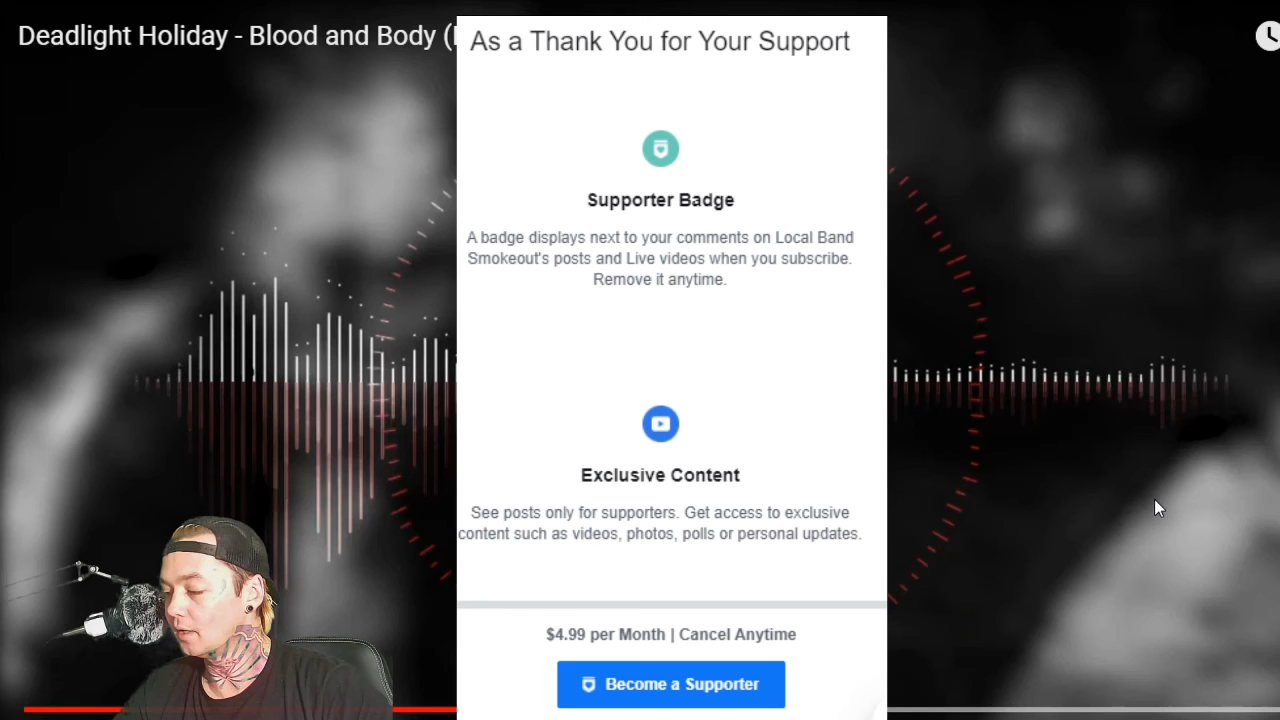 Deadlight Holiday - Blood and Body (
As a Thank You for Your Support
Supporter Badge
A badge displays next to your comments on Local Band
Smokeout's posts and Live videos when you subscribe.
Remove it anytime.
Exclusive Content
See posts only for supporters. Get access to exclusive
content such as videos, photos, polls or personal updates.
$4.99 per Month | Cancel Anytime
Become a Supporter